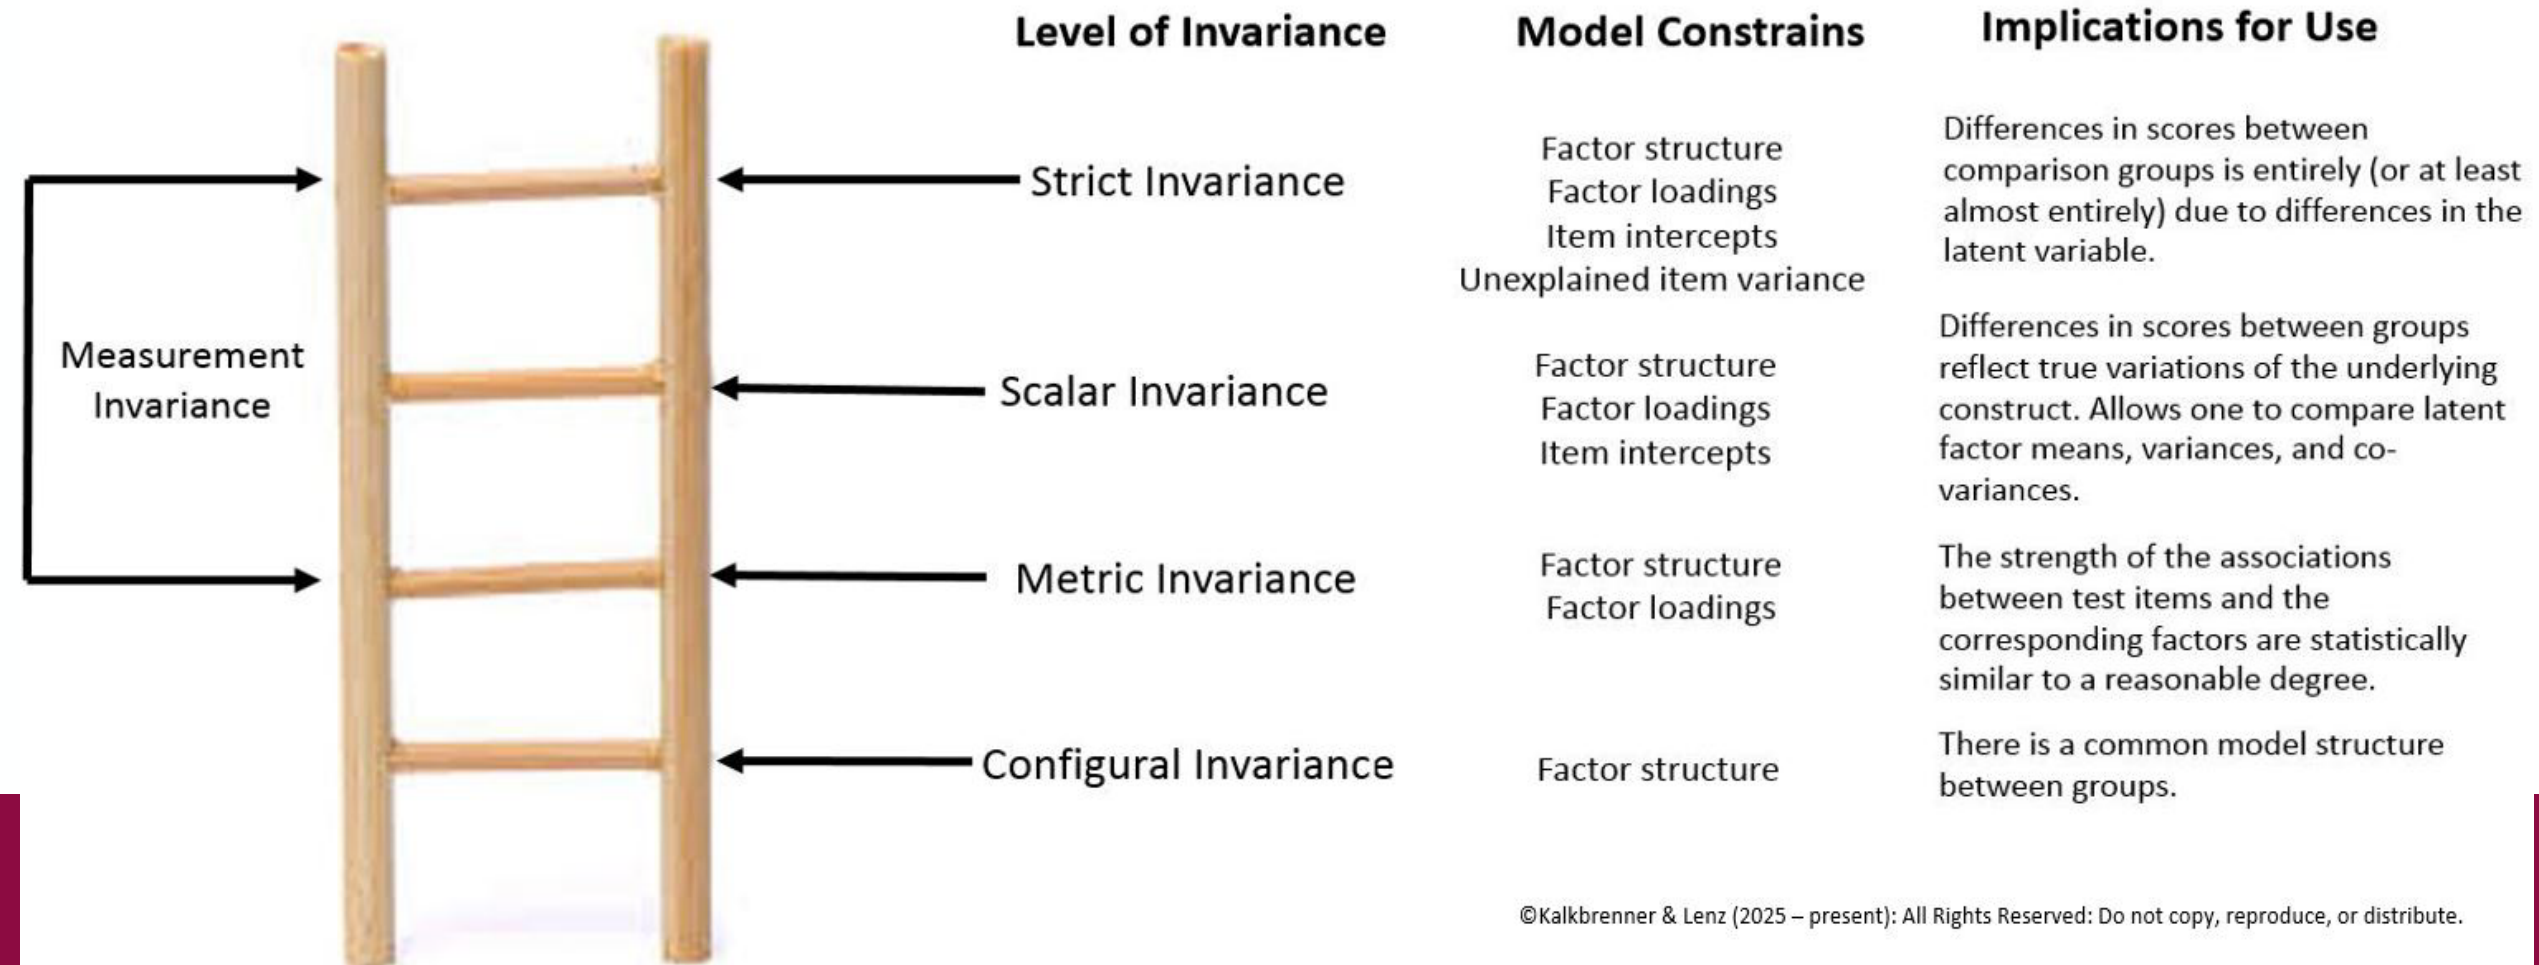 Level of Invariance
Model Constrains
Implications for Use
Measurement
Invariance
Strict Invariance
Factor structure
Factor loadings
Item intercepts
Unexplained item variance
Differences in scores between
comparison groups is entirely (or at least
almost entirely) due to differences in the
latent variable.
Scalar Invariance
Factor structure
Factor loadings
Item intercepts
Differences in scores between groups
reflect true variations of the underlying
construct. Allows one to compare latent
factor means, variances, and co-
variances.
Metric Invariance
Factor structure
Factor loadings
The strength of the associations
between test items and the
corresponding factors are statistically
similar to a reasonable degree.
Configural Invariance
Factor structure
There is a common model structure
between groups.
©Kalkbrenner & Lenz (2025 – present): All Rights Reserved: Do not copy, reproduce, or distribute.